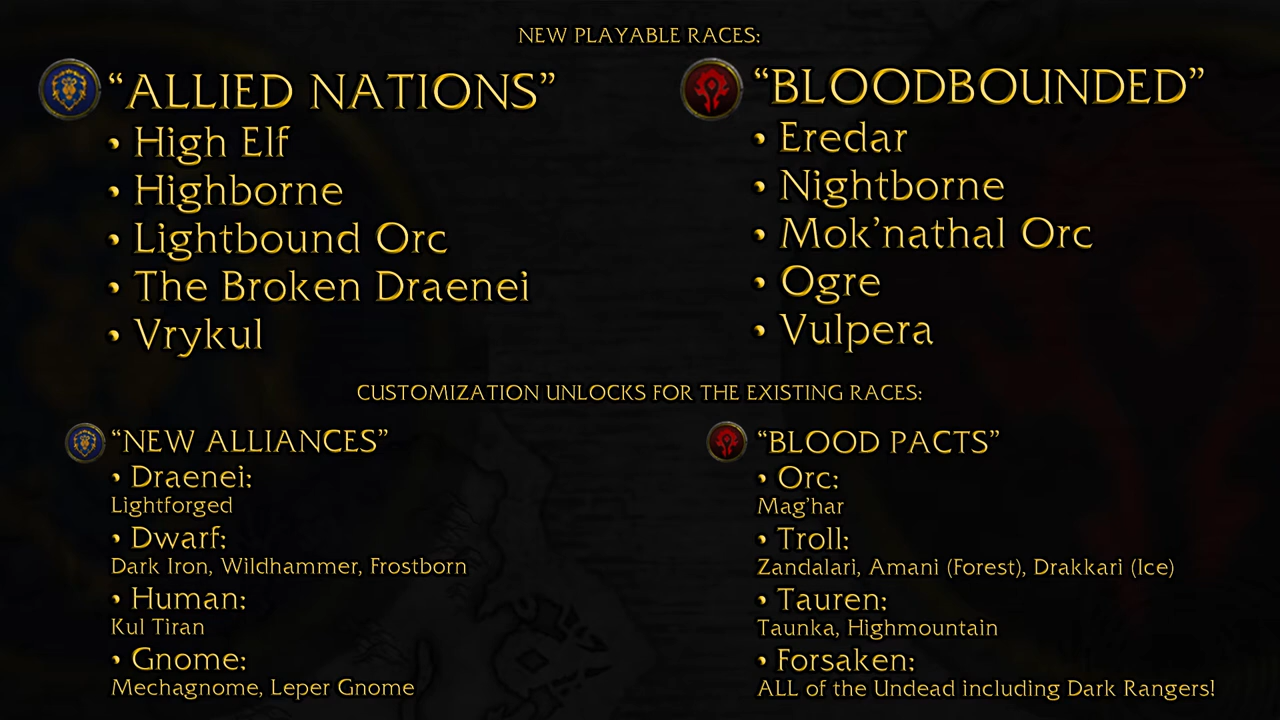 NEW PLAYABLE RACES:
“ALLIED NATIONS”
• High Elf
• Highborne
• Lightbound Orc
• The Broken Draenei
• Vrykul
“BLOODBOUNDED”
• Eredar
• Nightborne
• Mok’nathal Orc
• Ogre
• Vulpera
CUSTOMIZATION UNLOCKS FOR THE EXISTING RACES:
“NEW ALLIANCES”
• Draenei:
Lightforged
• Dwarf:
Dark Iron, Wildhammer, Frostborn
• Human:
Kul Tiran
• Gnome:
Mechagnome, Leper Gnome
“BLOOD PACTS”
• Orc:
Mag’har
• Troll:
Zandalari, Amani (Forest), Drakkari (Ice)
• Tauren:
Taunka, Highmountain
• Forsaken:
ALL of the Undead including Dark Rangers!